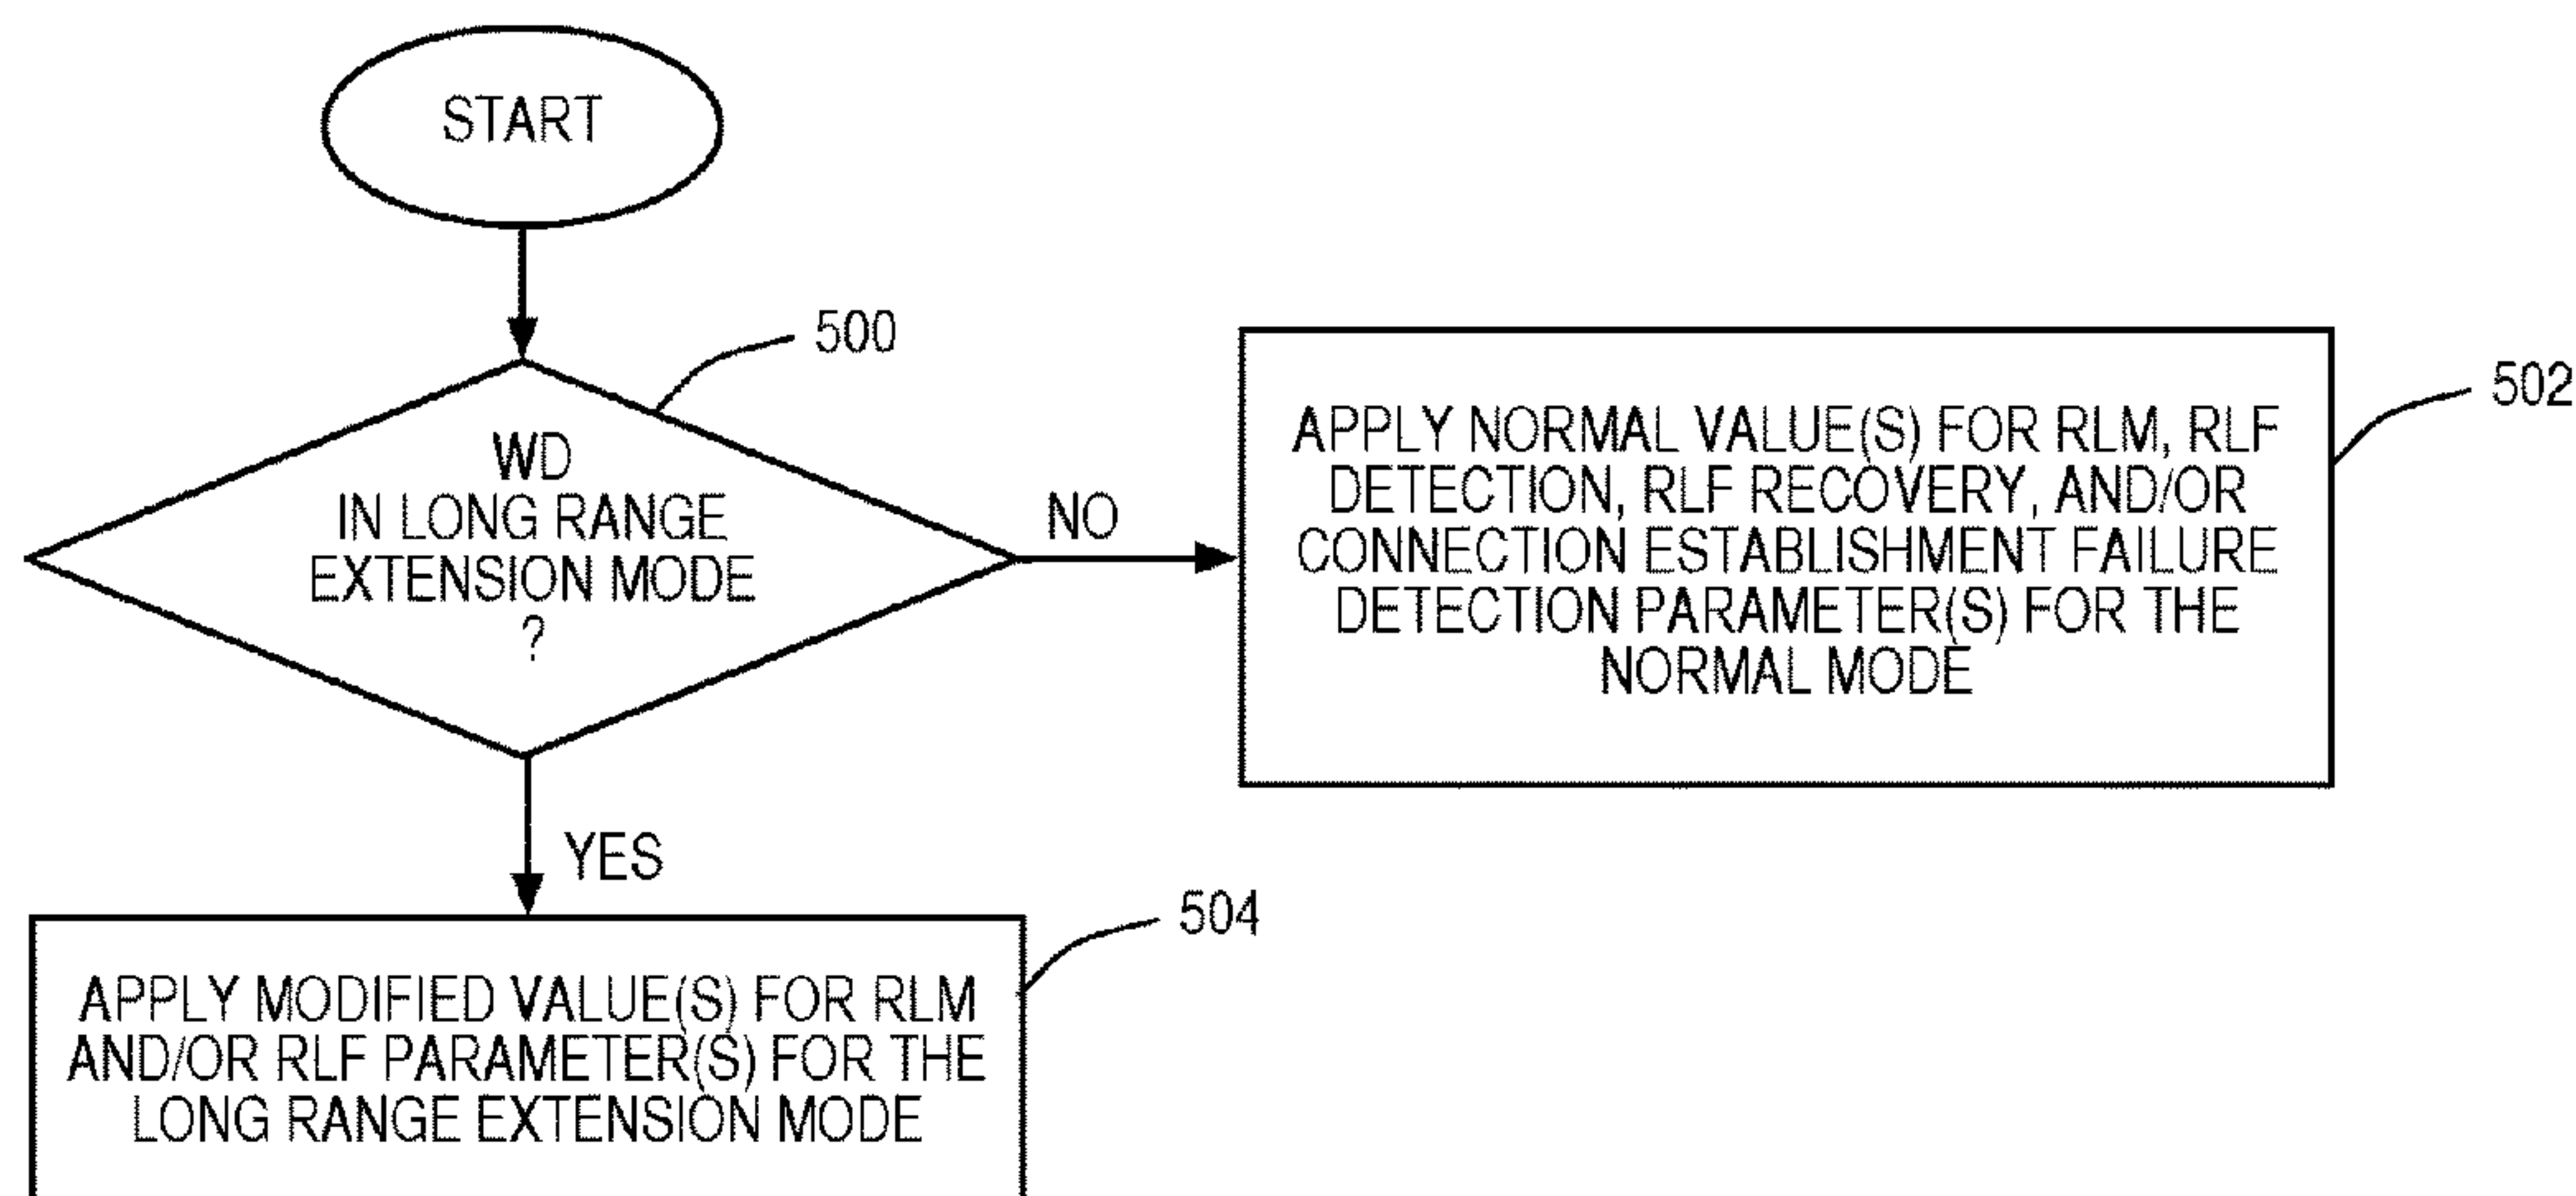 START
500
WD
IN LONG RANGE
EXTENSION MODE
?
NO
502
APPLY NORMAL VALUE(S) FOR RLM, RLF
DETECTION, RLF RECOVERY, AND/OR
CONNECTION ESTABLISHMENT FAILURE
DETECTION PARAMETER(S) FOR THE
NORMAL MODE
YES
504
APPLY MODIFIED VALUE(S) FOR RLM
AND/OR RLF PARAMETER(S) FOR THE
LONG RANGE EXTENSION MODE